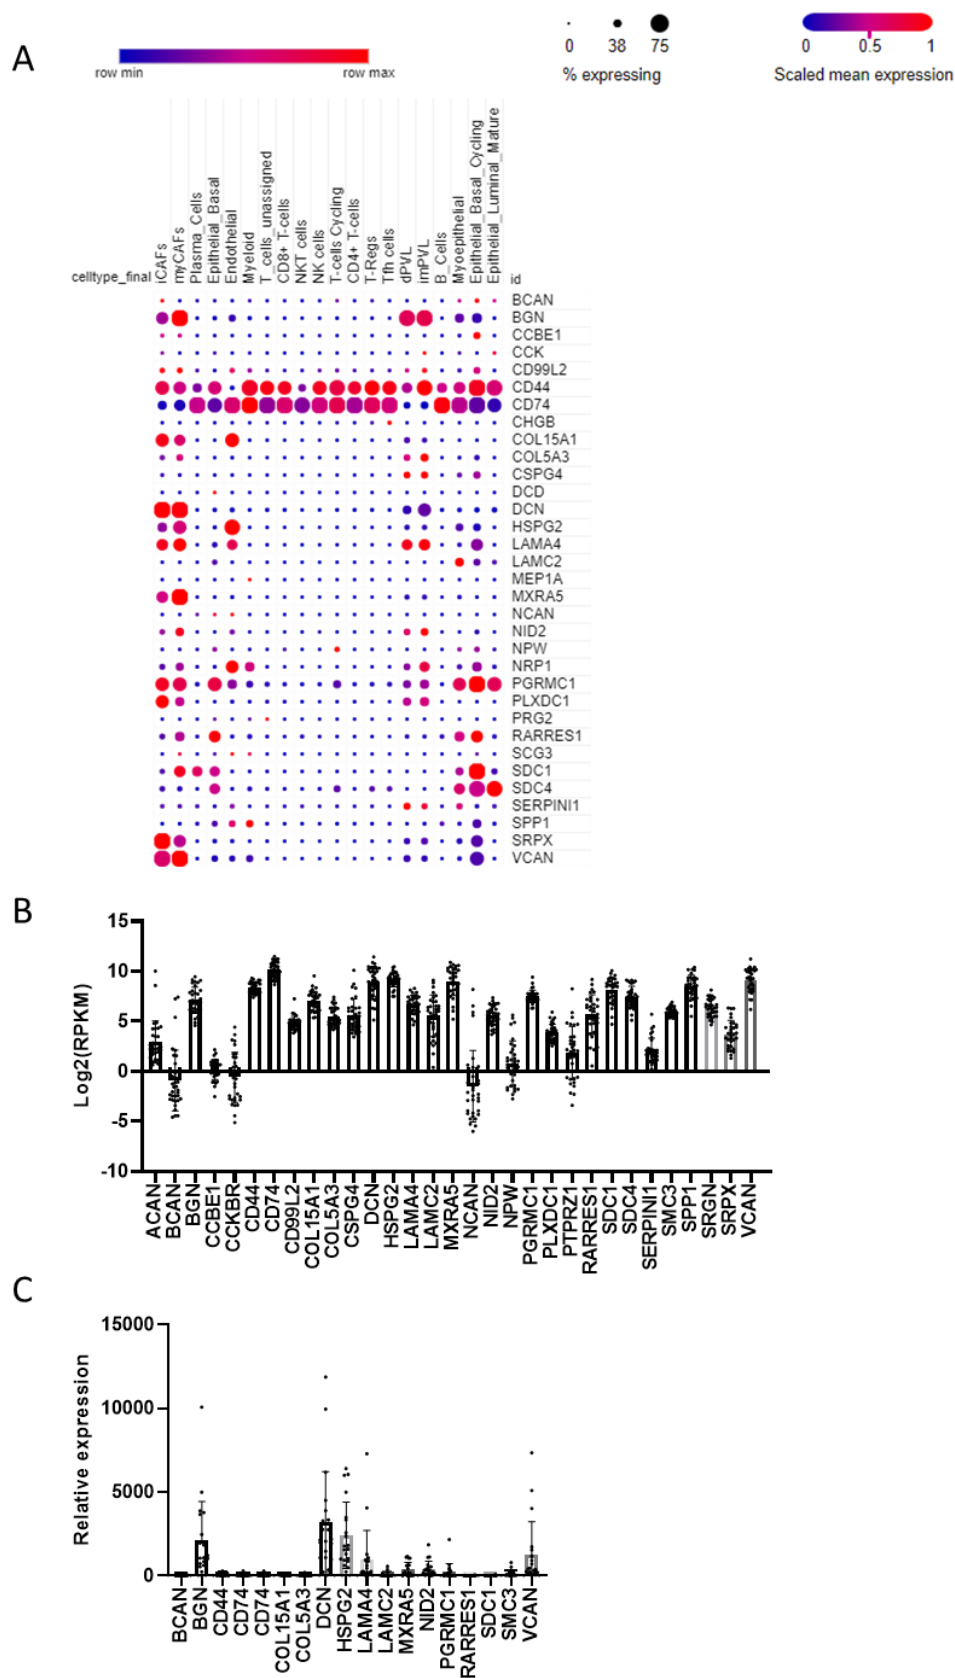 A
row min row max
0 38 75
% expressing
0 0.5 1
Scaled mean expression
celltype_final
iCAFs
myCAFs
Plasma_Cells
Epithelial_Basal
Endothelial
Myeloid
T_cells_unassigned
CD8+ T-cells
NKT cells
NK cells
T-cells Cycling
CD4+ T-cells
T-Regs
Tfh cells
dPVL
imPVL
B_Cells
Myoepithelial
Epithelial_Basal_Cycling
Epithelial_Luminal_Mature
id
BCAN
BGN
CCBE1
CCK
CD99L2
CD44
CD74
CHGB
COL15A1
COL5A3
CSPG4
DCD
DCN
HSPG2
LAMA4
LAMC2
MEP1A
MXRA5
NCAN
NID2
NPW
NRP1
PGRMC1
PLXDC1
PRG2
RARRES1
SCG3
SDC1
SDC4
SERPINI1
SPP1
SRPX
VCAN
B
Log2(RPKM)
15
10
5
0
-5
-10
ACAN
BCAN
BGN
CCBE1
CCKBR
CD44
CD74
CD99L2
COL15A1
COL5A3
CSPG4
DCN
HSPG2
LAMA4
LAMC2
MXRA5
NCAN
NID2
NPW
PGRMC1
PLXDC1
PTPRZ1
RARRES1
SDC1
SDC4
SERPINI1
SMC3
SPP1
SRGN
SRPX
VCAN
C
Relative expression
15000
10000
5000
0
BCAN
BGN
CD44
CD74
CD74
COL15A1
COL5A3
DCN
HSPG2
LAMA4
LAMC2
MXRA5
NID2
PGRMC1
RARRES1
SDC1
SMC3
VCAN